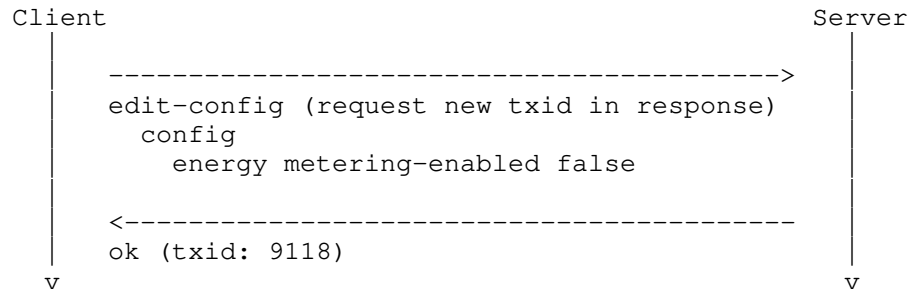 Client Server
------------------------------------------>
edit-config (request new txid in response)
config
energy metering-enabled false
<------------------------------------------
ok (txid: 9118)
v v